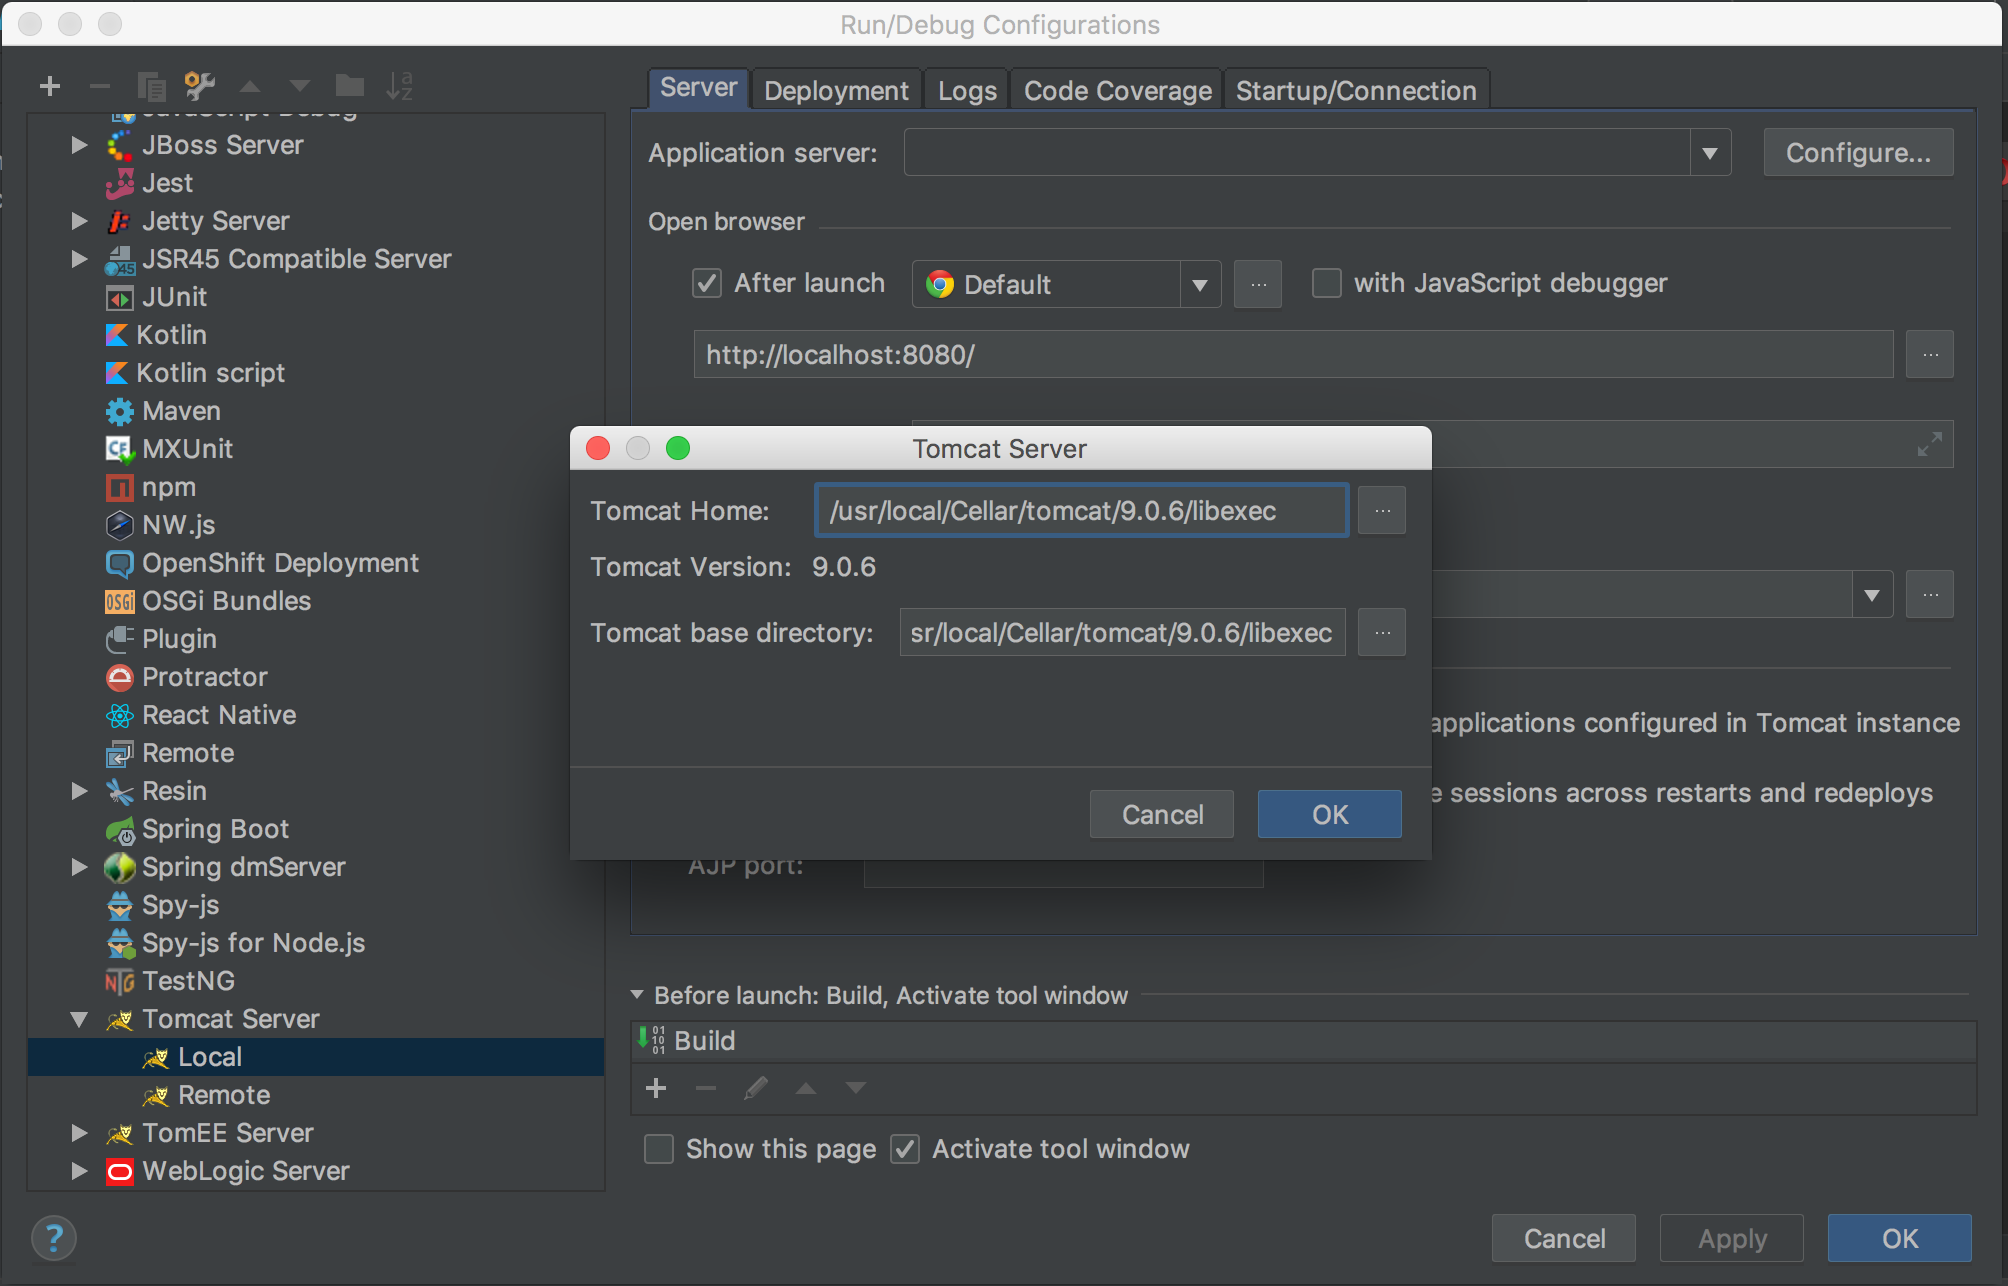 Run/Debug Configurations
JavaScript Debug
JBoss Server
Jest
Jetty Server
JSR45 Compatible Server
JUnit
Kotlin
Kotlin script
Maven
MXUnit
npm
NW.js
OpenShift Deployment
OSGi Bundles
Plugin
Protractor
React Native
Remote
Resin
Spring Boot
Spring dmServer
Spy-js
Spy-js for Node.js
TestNG
Tomcat Server
Local
Remote
TomEE Server
WebLogic Server
Server Deployment Logs Code Coverage Startup/Connection
Application server: Configure...
Open browser
After launch Default ... with JavaScript debugger
http://localhost:8080/ ...
Tomcat Server
Tomcat Home: /usr/local/Cellar/tomcat/9.0.6/libexec ...
Tomcat Version: 9.0.6
Tomcat base directory: sr/local/Cellar/tomcat/9.0.6/libexec ...
Cancel OK
...
applications configured in Tomcat instance
e sessions across restarts and redeploys
AJP port:
Before launch: Build, Activate tool window
Build
Show this page Activate tool window
? Cancel Apply OK